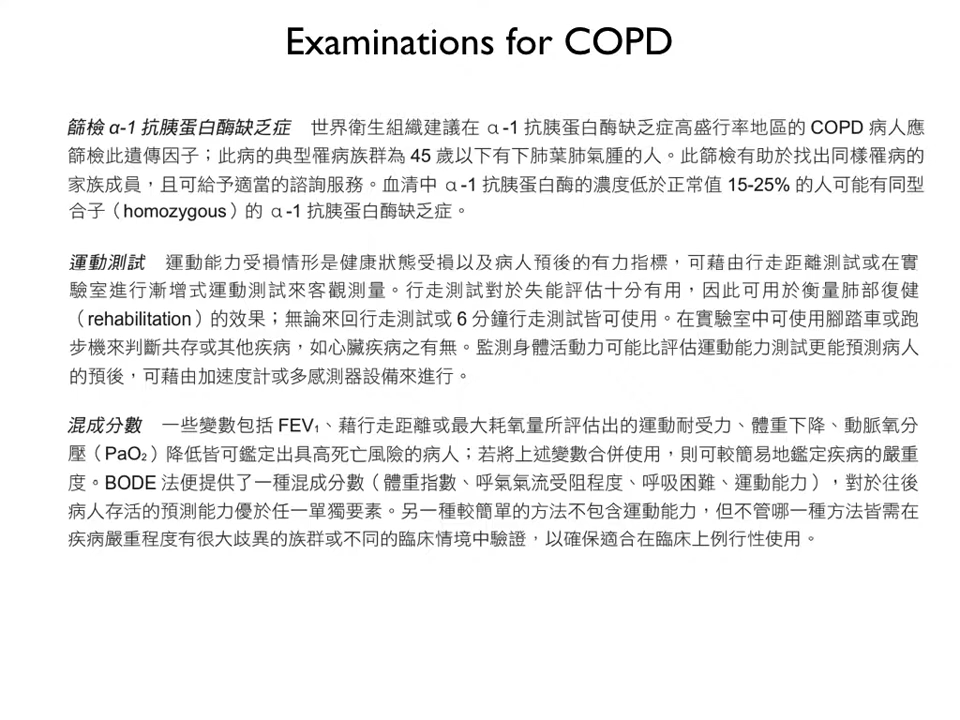 Examinations for COPD
篩檢 α-1 抗胰蛋白酶缺乏症 世界衛生組織建議在 α-1 抗胰蛋白酶缺乏症高盛行率地區的 COPD 病人應
篩檢此遺傳因子；此病的典型罹病族群為 45 歲以下有下肺葉肺氣腫的人。此篩檢有助於找出同樣罹病的
家族成員，且可給予適當的諮詢服務。血清中 α-1 抗胰蛋白酶的濃度低於正常值 15-25% 的人可能有同型
合子（homozygous）的 α-1 抗胰蛋白酶缺乏症。
運動測試 運動能力受損情形是健康狀態受損以及病人預後的有力指標，可藉由行走距離測試或在實
驗室進行漸增式運動測試來客觀測量。行走測試對於失能評估十分有用，因此可用於衡量肺部復健
（rehabilitation）的效果；無論來回行走測試或 6 分鐘行走測試皆可使用。在實驗室中可使用腳踏車或跑
步機來判斷共存或其他疾病，如心臟疾病之有無。監測身體活動力可能比評估運動能力測試更能預測病人
的預後，可藉由加速度計或多感測器設備來進行。
混成分數 一些變數包括 FEV₁、藉行走距離或最大耗氧量所評估出的運動耐受力、體重下降、動脈氧分
壓（PaO₂）降低皆可鑑定出具高死亡風險的病人；若將上述變數合併使用，則可較簡易地鑑定疾病的嚴重
度。BODE 法便提供了一種混成分數（體重指數、呼氣氣流受阻程度、呼吸困難、運動能力），對於往後
病人存活的預測能力優於任一單獨要素。另一種較簡單的方法不包含運動能力，但不管哪一種方法皆需在
疾病嚴重程度有很大歧異的族群或不同的臨床情境中驗證，以確保適合在臨床上例行性使用。